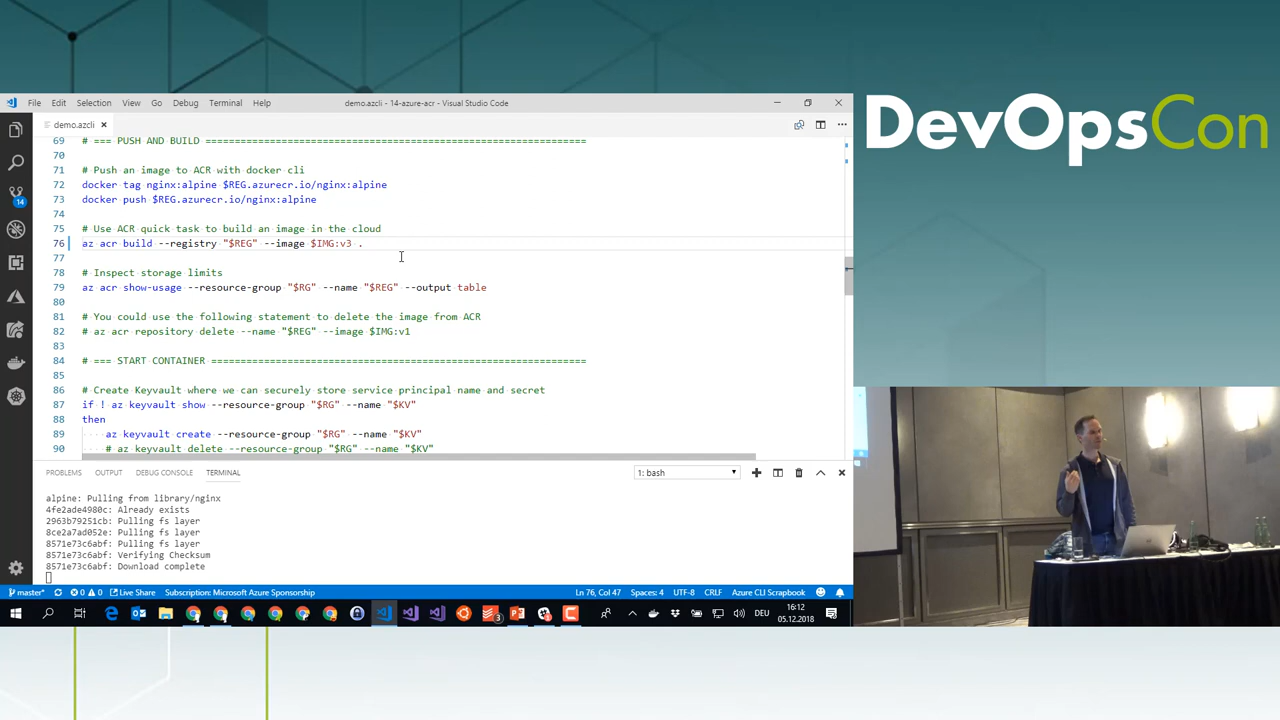 DevOpsCon
File Edit Selection View Go Debug Terminal Help
demo.azcli - 14-azure-acr - Visual Studio Code
demo.azcli ×
69 # === PUSH AND BUILD =================================================================
70
71 # Push an image to ACR with docker cli
72 docker tag nginx:alpine $REG.azurecr.io/nginx:alpine
73 docker push $REG.azurecr.io/nginx:alpine
74
75 # Use ACR quick task to build an image in the cloud
76 az acr build --registry "$REG" --image $IMG:v3 .
77
78 # Inspect storage limits
79 az acr show-usage --resource-group "$RG" --name "$REG" --output table
80
81 # You could use the following statement to delete the image from ACR
82 # az acr repository delete --name "$REG" --image $IMG:v1
83
84 # === START CONTAINER ================================================================
85
86 # Create Keyvault where we can securely store service principal name and secret
87 if ! az keyvault show --resource-group "$RG" --name "$KV"
88 then
89 az keyvault create --resource-group "$RG" --name "$KV"
90 # az keyvault delete --resource-group "$RG" --name "$KV"
14
PROBLEMS OUTPUT DEBUG CONSOLE TERMINAL 1: bash
alpine: Pulling from library/nginx
4fe2ade4980c: Already exists
2963b79251cb: Pulling fs layer
8ce2a7ad052e: Pulling fs layer
8571e73c6abf: Pulling fs layer
8571e73c6abf: Verifying Checksum
8571e73c6abf: Download complete
master* 0 0 Live Share Subscription: Microsoft Azure Sponsorship Ln 76, Col 47 Spaces: 4 UTF-8 CRLF Azure CLI Scrapbook
3 DEU 16:12
05.12.2018